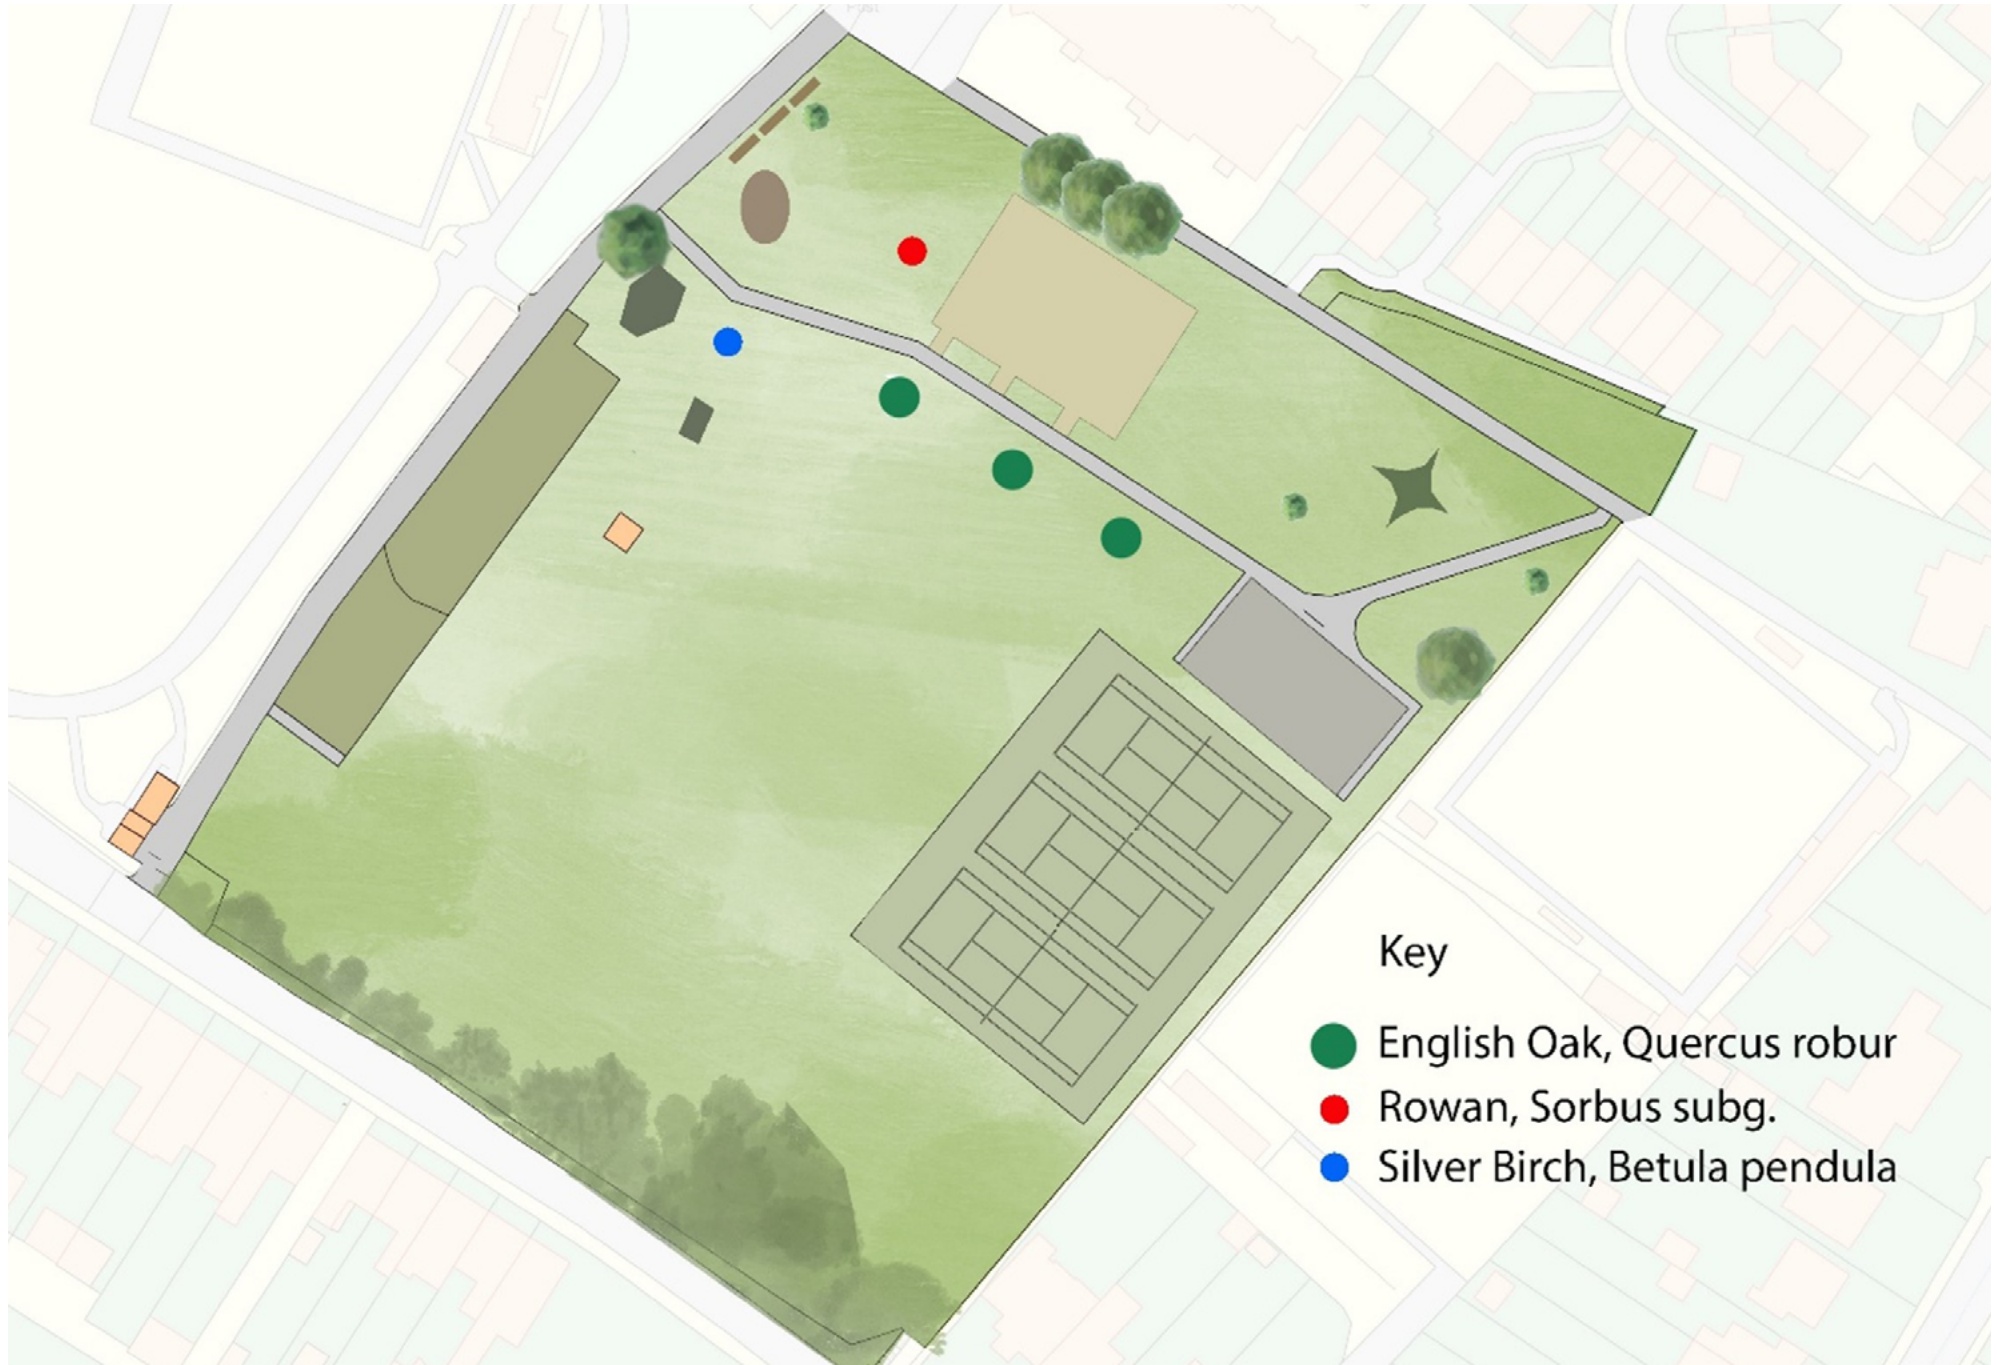 Key
English Oak, Quercus robur
Rowan, Sorbus subg.
Silver Birch, Betula pendula